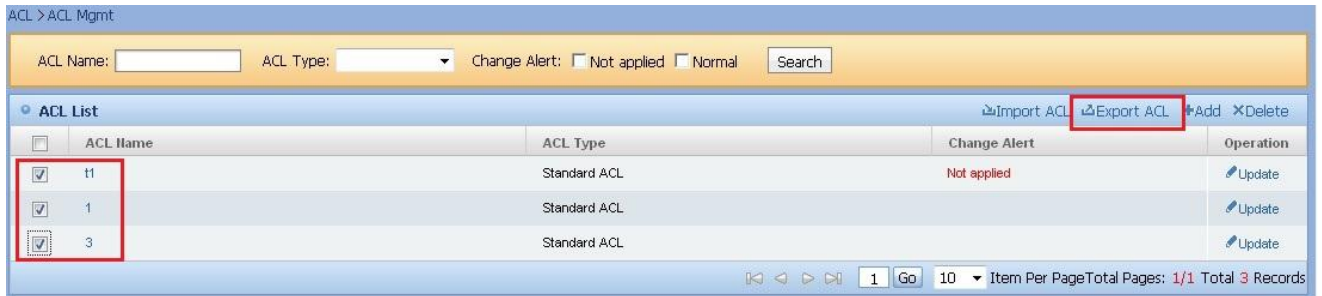 ACL >ACL Mgmt
ACL Name: ACL Type: Change Alert: Not applied Normal Search
ACL List Import ACL Export ACL Add Delete
ACL Name ACL Type Change Alert Operation
t1 Standard ACL Not applied Update
1 Standard ACL Update
3 Standard ACL Update
1 Go 10 Item Per PageTotal Pages: 1/1 Total 3 Records